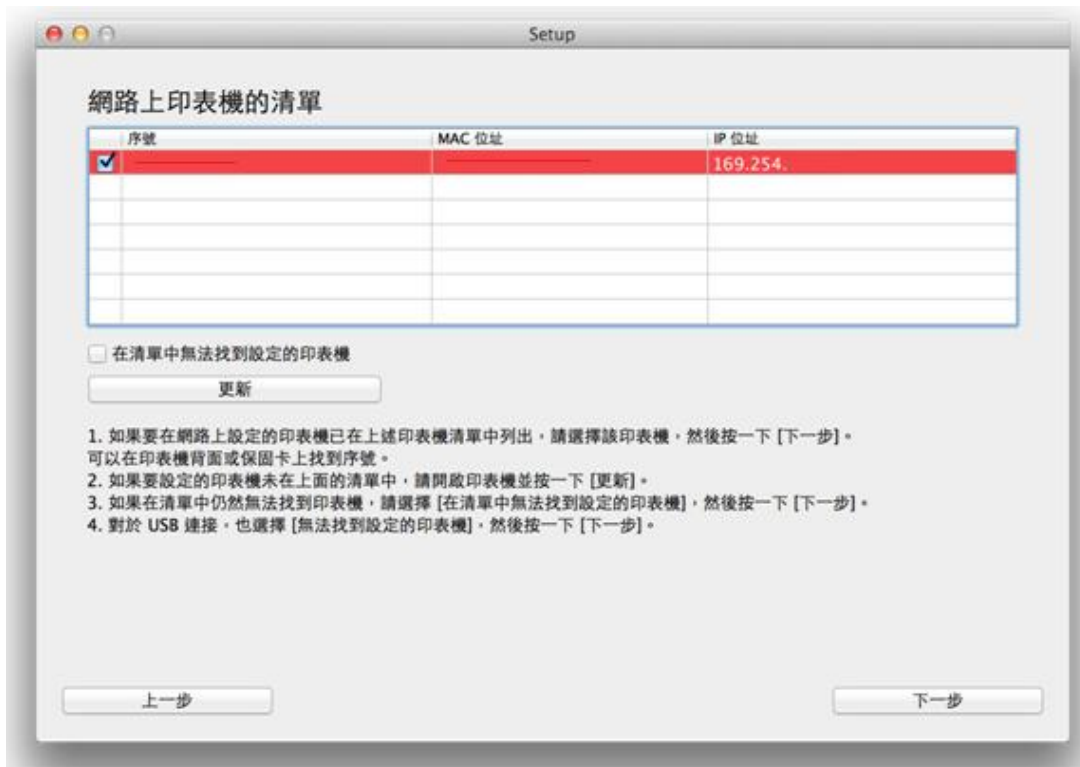 Setup
網路上印表機的清單
序號 MAC 位址 IP 位址
169.254.
在清單中無法找到設定的印表機
更新
1. 如果要在網路上設定的印表機已在上述印表機清單中列出，請選擇該印表機，然後按一下 [下一步]。
可以在印表機背面或保固卡上找到序號。
2. 如果要設定的印表機未在上面的清單中，請開啟印表機並按一下 [更新]。
3. 如果在清單中仍然無法找到印表機，請選擇 [在清單中無法找到設定的印表機]，然後按一下 [下一步]。
4. 對於 USB 連接，也選擇 [無法找到設定的印表機]，然後按一下 [下一步]。
上一步 下一步